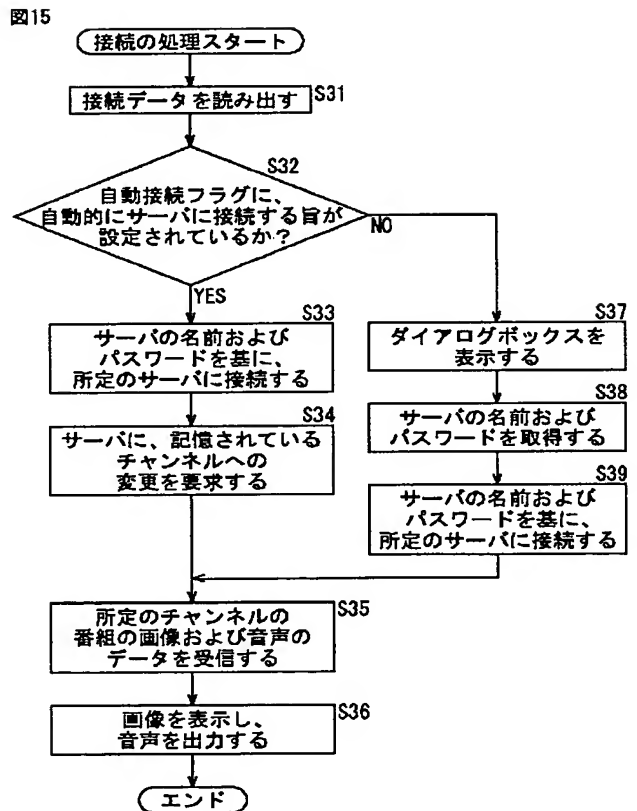 図15
接続の処理スタート
接続データを読み出す
S31
S32
自動接続フラグに、
自動的にサーバに接続する旨が
設定されているか？
NO
YES
S33
サーバの名前および
パスワードを基に、
所定のサーバに接続する
S34
サーバに、記憶されている
チャンネルへの
変更を要求する
S37
ダイアログボックスを
表示する
S38
サーバの名前および
パスワードを取得する
S39
サーバの名前および
パスワードを基に、
所定のサーバに接続する
S35
所定のチャンネルの
番組の画像および音声の
データを受信する
S36
画像を表示し、
音声を出力する
エンド